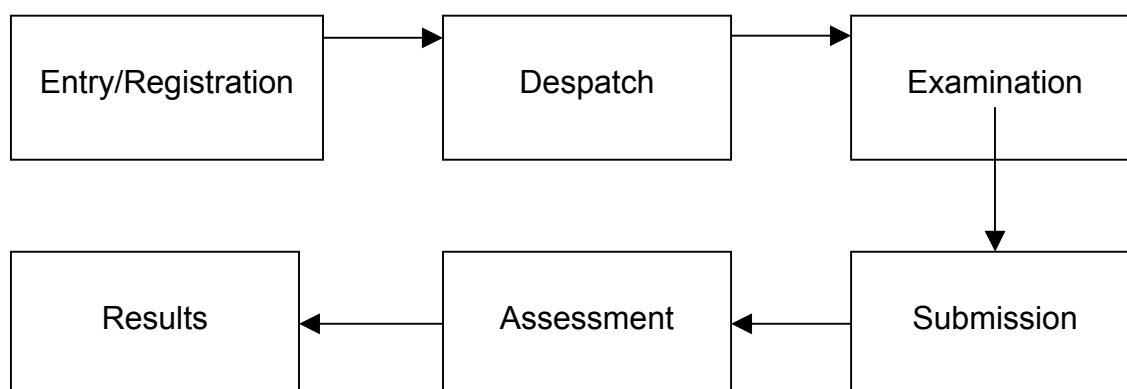 Entry/Registration
Despatch
Examination
Submission
Assessment
Results